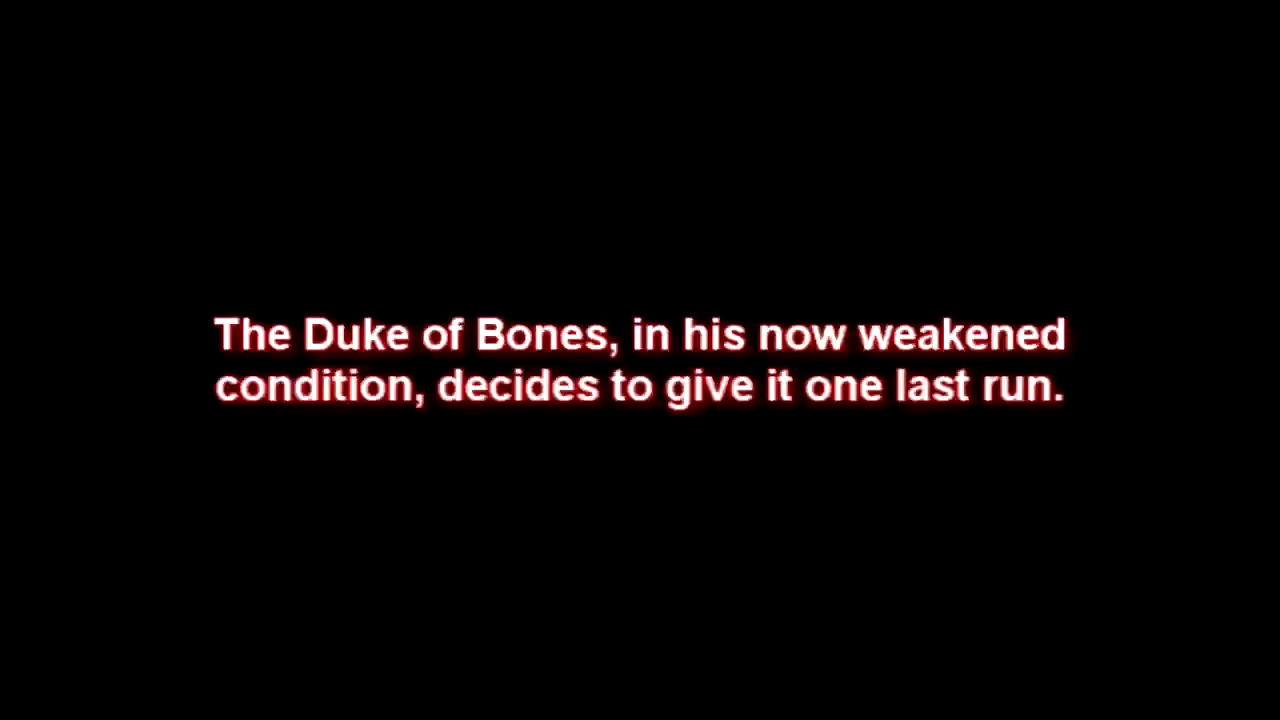 The Duke of Bones, in his now weakened
condition, decides to give it one last run.